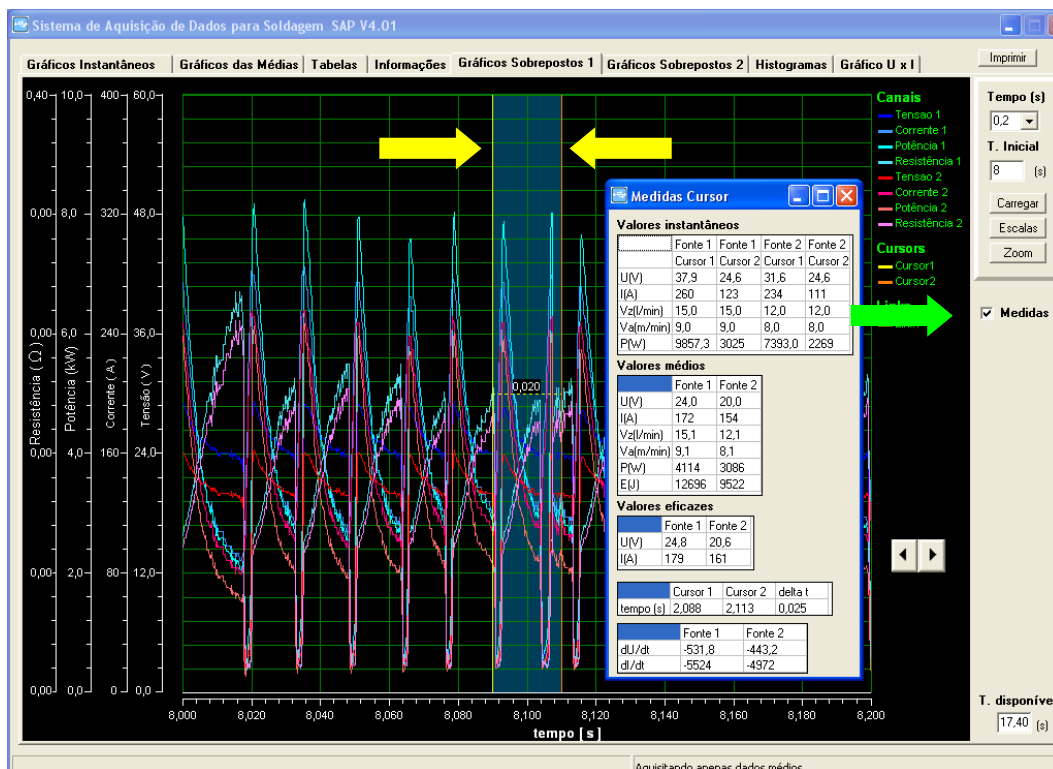 Sistema de Aquisição de Dados para Soldagem SAP V4.01
Gráficos Instantâneos Gráficos das Médias Tabelas Informações Gráficos Sobrepostos 1 Gráficos Sobrepostos 2 Histogramas Gráfico U x I
Imprimir
0,40 10,0 400 60,0
0,00 8,0 320 48,0
0,00 6,0 240 36,0
0,00 4,0 160 24,0
0,00 2,0 80 12,0
0,00 0,0 0 0,0
Resistência ( Ω )
Potência (kW)
Corrente ( A )
Tensão ( V )
0,020
8,000 8,020 8,040 8,060 8,080 8,100 8,120 8,140 8,160 8,180 8,200
tempo [ s ]
Canais
Tensao 1
Corrente 1
Potência 1
Resistência 1
Tensao 2
Corrente 2
Potência 2
Resistência 2
Cursors
Cursor1
Cursor2
Medidas Cursor
Valores instantâneos
Fonte 1 Fonte 1 Fonte 2 Fonte 2
Cursor 1 Cursor 2 Cursor 1 Cursor 2
U(V) 37,9 24,6 31,6 24,6
I(A) 260 123 234 111
Vz(l/min) 15,0 15,0 12,0 12,0
Va(m/min) 9,0 9,0 8,0 8,0
P(W) 9857,3 3025 7393,0 2269
Valores médios
Fonte 1 Fonte 2
U(V) 24,0 20,0
I(A) 172 154
Vz(l/min) 15,1 12,1
Va(m/min) 9,1 8,1
P(W) 4114 3086
E(J) 12696 9522
Valores eficazes
Fonte 1 Fonte 2
U(V) 24,8 20,6
I(A) 179 161
Cursor 1 Cursor 2 delta t
tempo (s) 2,088 2,113 0,025
Fonte 1 Fonte 2
dU/dt -531,8 -443,2
dI/dt -5524 -4972
Tempo (s)
0,2
T. Inicial
8 (s)
Carregar
Escalas
Zoom
Medidas
T. disponíve
17,40 (s)
Aquisitando apenas dados médios